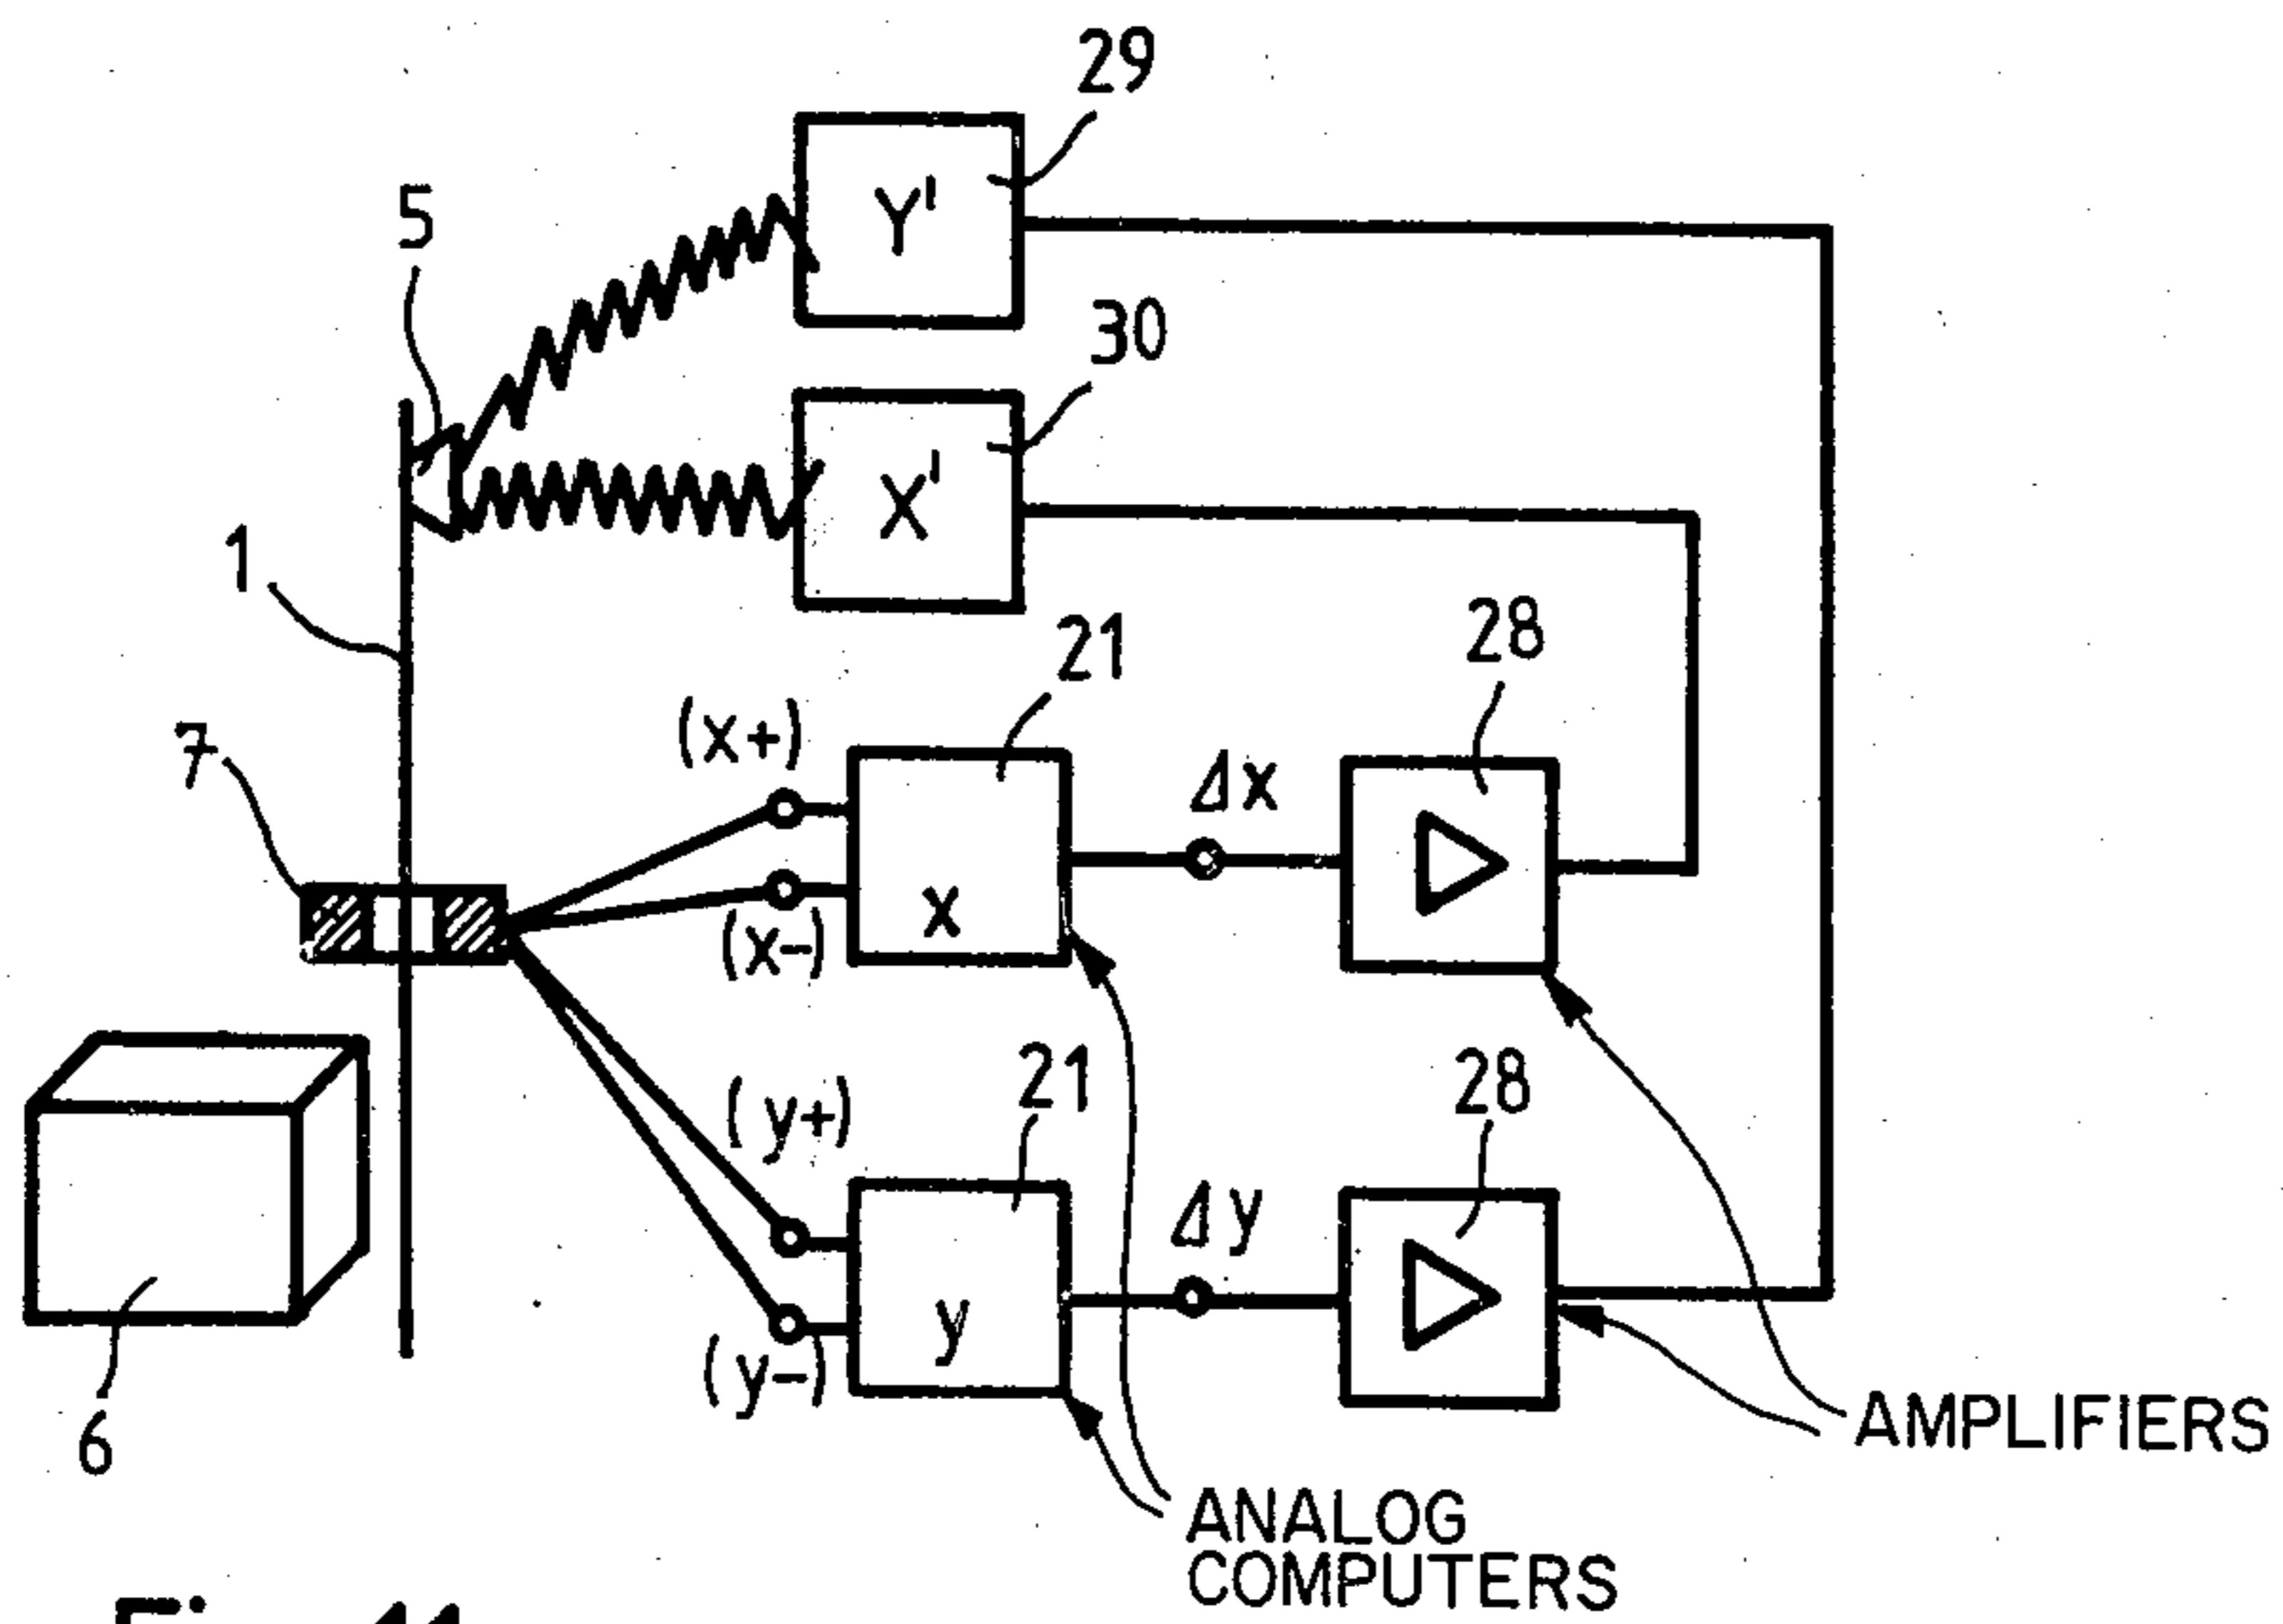 29
Y'
5
30
X'
1
21
28
(x+)
7
Δx
x
(x-)
21
28
(y+)
Δy
y
(y-)
6
AMPLIFIERS
ANALOG
COMPUTERS